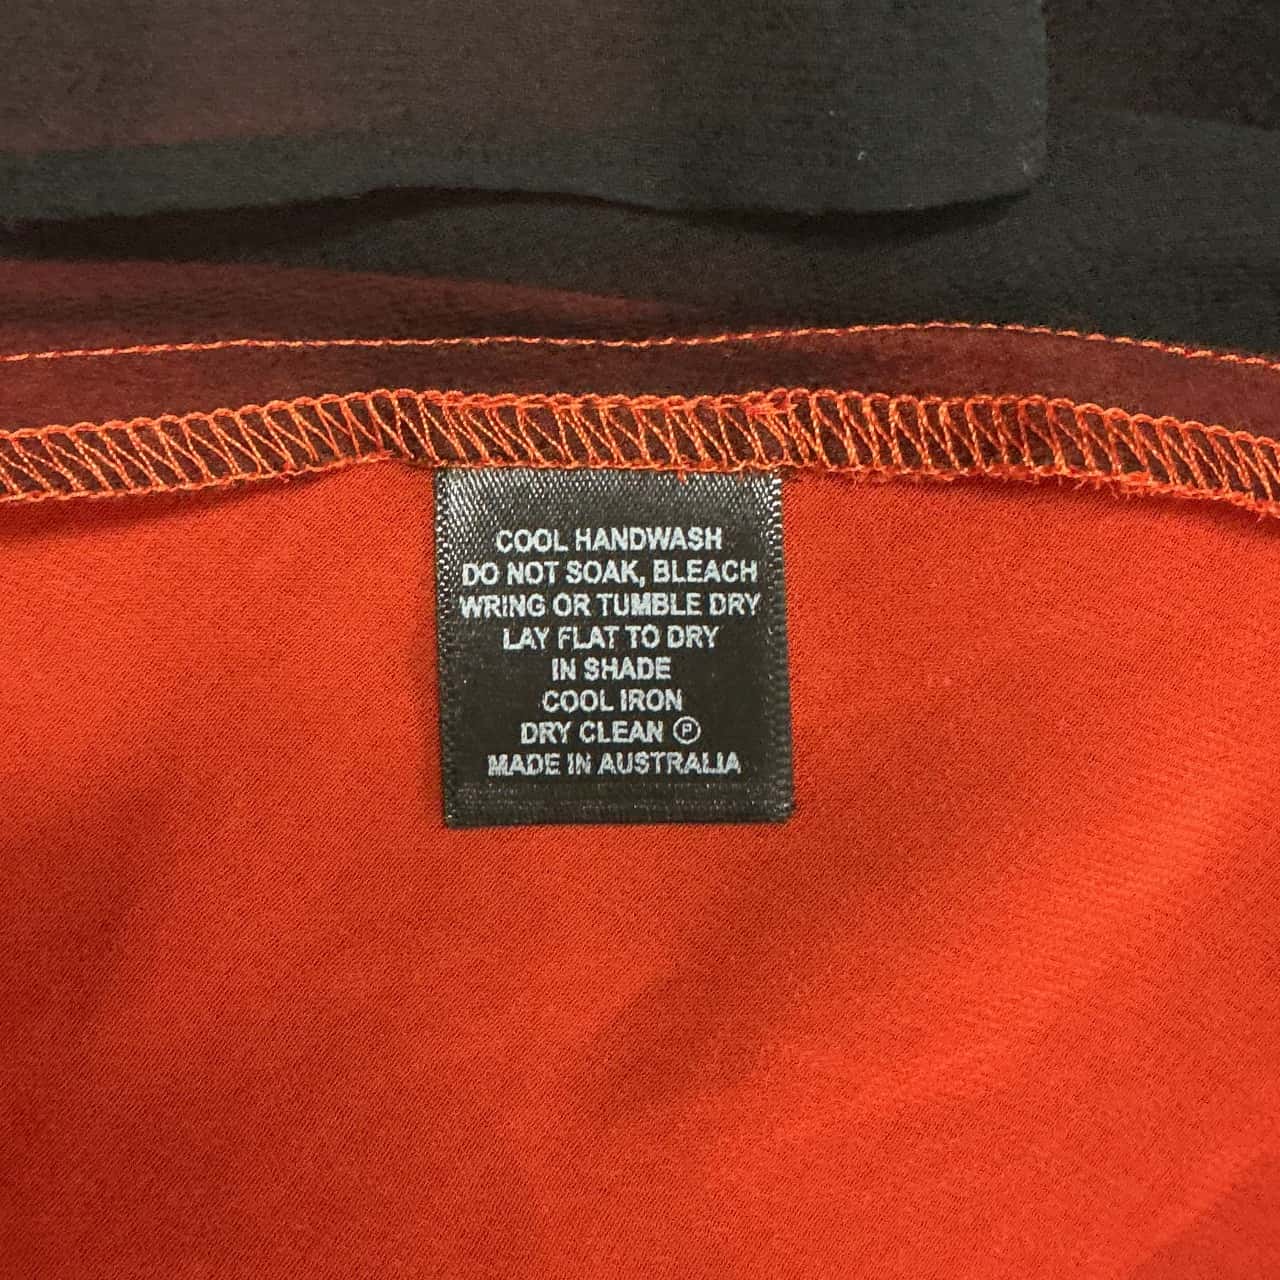 COOL HANDWASH
DO NOT SOAK, BLEACH
WRING OR TUMBLE DRY
LAY FLAT TO DRY
IN SHADE
COOL IRON
DRY CLEAN Ⓟ
MADE IN AUSTRALIA